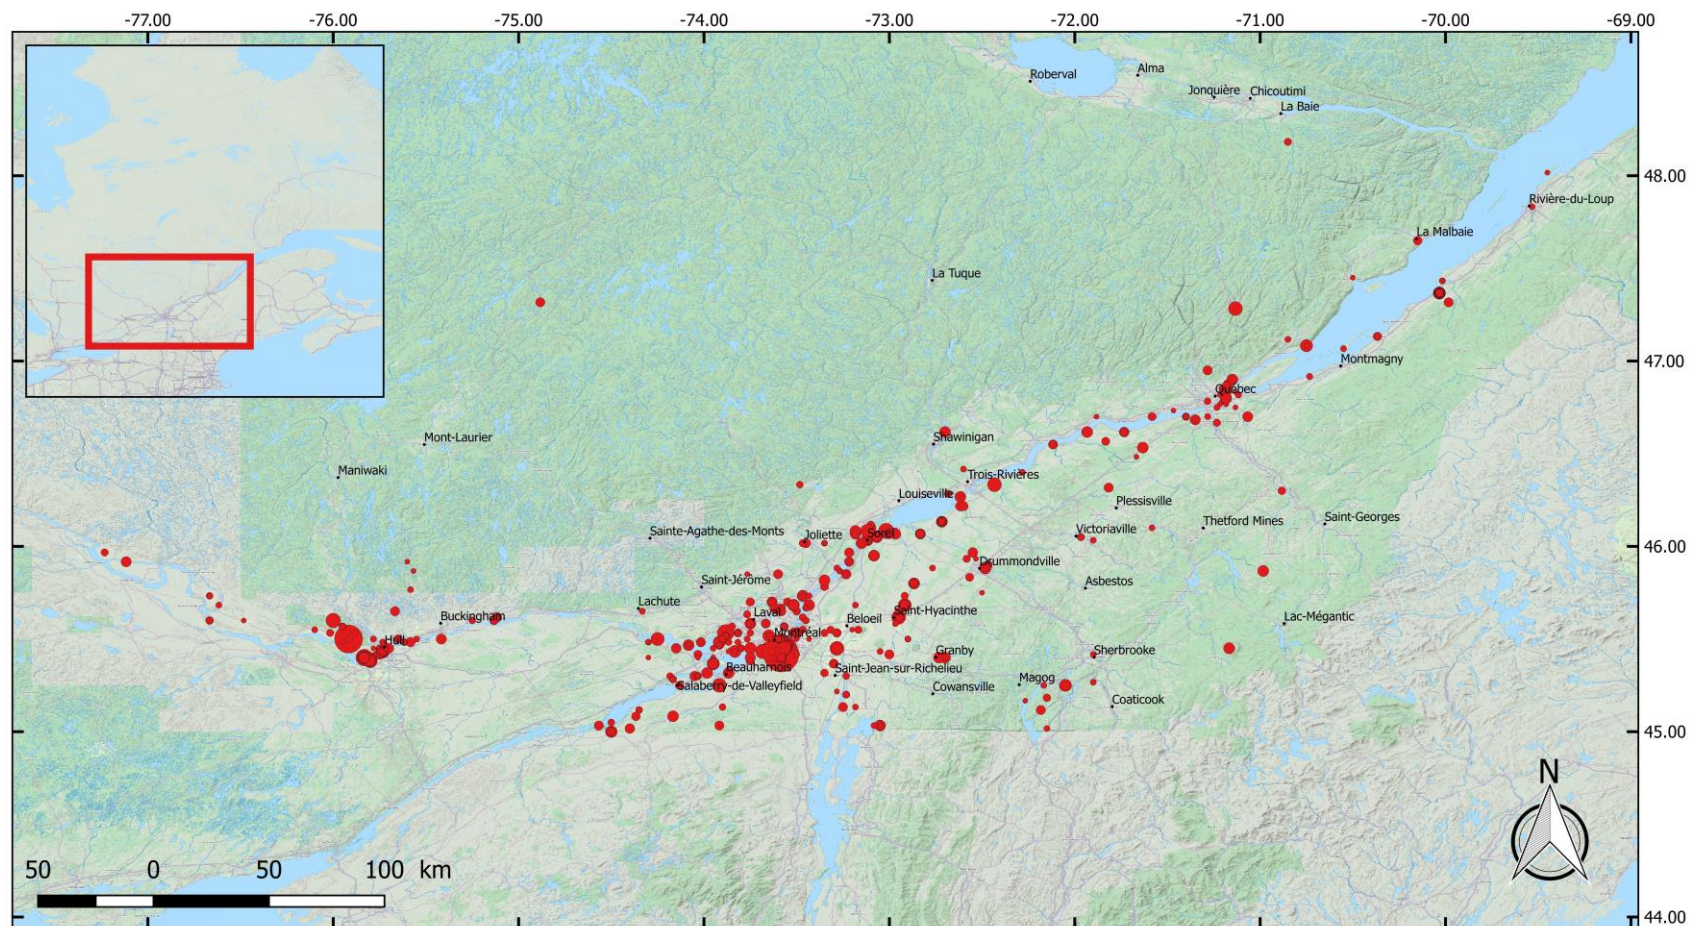 -77.00 -76.00 -75.00 -74.00 -73.00 -72.00 -71.00 -70.00 -69.00
Roberval
Alma
Jonquière Chicoutimi
La Baie
48.00
Rivière-du-Loup
La Malbaie
La Tuque
47.00
Montmagny
Québec
Mont-Laurier
Shawinigan
Maniwaki
Trois-Rivières
Louiseville
Plessisville
Sainte-Agathe-des-Monts
Joliette
Sorel
Victoriaville
Thetford Mines
Saint-Georges
46.00
Drummondville
Saint-Jérôme
Asbestos
Lachute
Buckingham
Laval
Beloeil
Saint-Hyacinthe
Lac-Mégantic
Hull
Montréal
Granby
Sherbrooke
Beauharnois
Saint-Jean-sur-Richelieu
Salaberry-de-Valleyfield
Cowansville
Magog
Coaticook
45.00
N
50 0 50 100 km
44.00